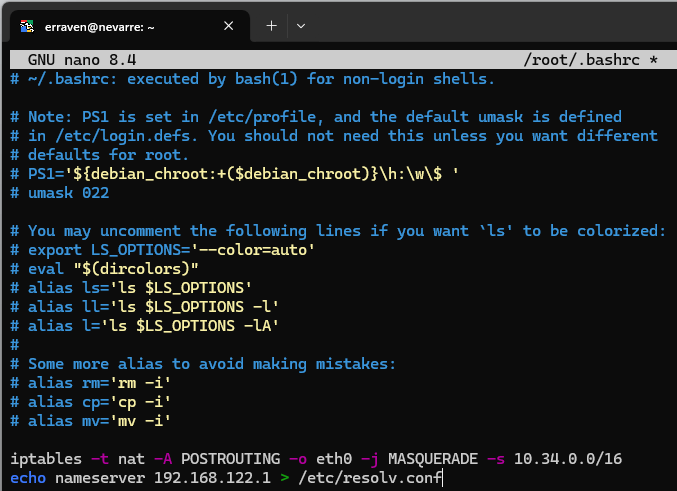 erraven@nevarre: ~
GNU nano 8.4 /root/.bashrc *
# ~/.bashrc: executed by bash(1) for non-login shells.

# Note: PS1 is set in /etc/profile, and the default umask is defined
# in /etc/login.defs. You should not need this unless you want different
# defaults for root.
# PS1='${debian_chroot:+($debian_chroot)}\h:\w\$ '
# umask 022

# You may uncomment the following lines if you want `ls' to be colorized:
# export LS_OPTIONS='--color=auto'
# eval "$(dircolors)"
# alias ls='ls $LS_OPTIONS'
# alias ll='ls $LS_OPTIONS -l'
# alias l='ls $LS_OPTIONS -lA'
#
# Some more alias to avoid making mistakes:
# alias rm='rm -i'
# alias cp='cp -i'
# alias mv='mv -i'

iptables -t nat -A POSTROUTING -o eth0 -j MASQUERADE -s 10.34.0.0/16
echo nameserver 192.168.122.1 > /etc/resolv.conf